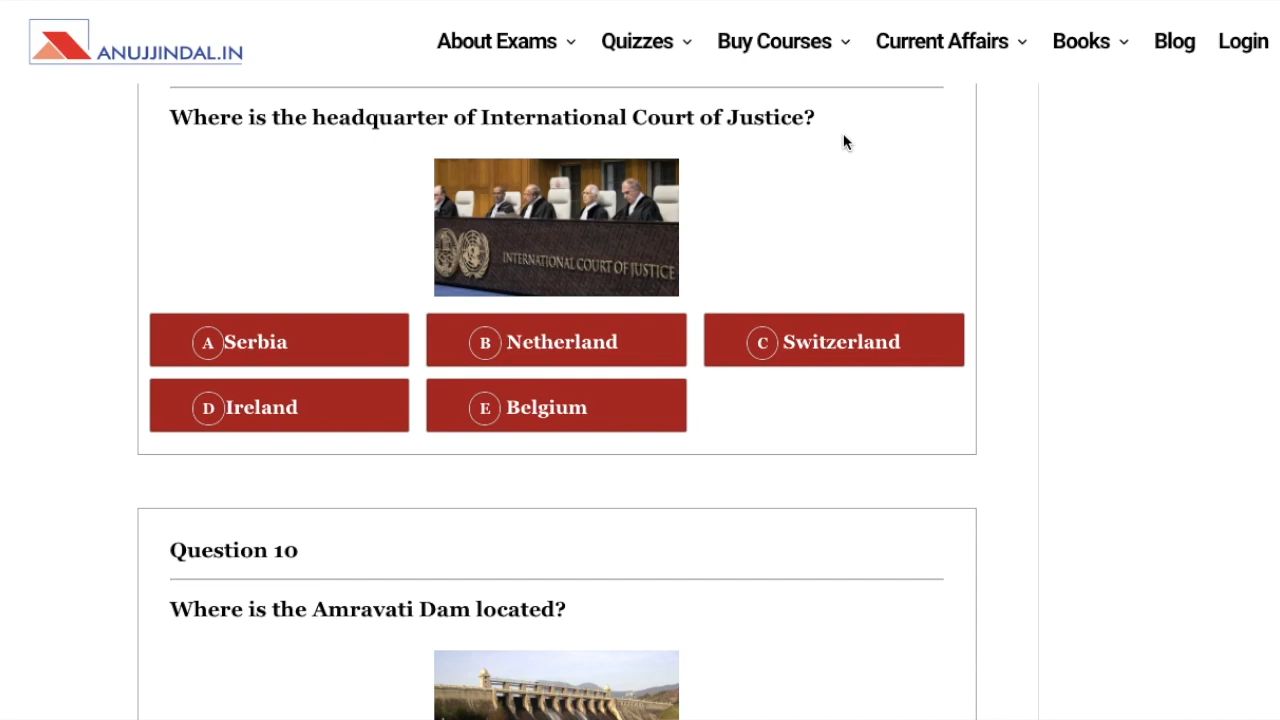 ANUJJINDAL.IN
About Exams Quizzes Buy Courses Current Affairs Books Blog Login
Where is the headquarter of International Court of Justice?
INTERNATIONAL COURT OF JUSTICE
A Serbia
B Netherland
C Switzerland
D Ireland
E Belgium
Question 10
Where is the Amravati Dam located?